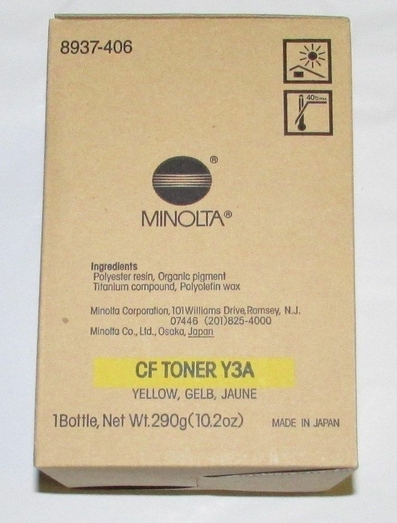 8937-406
40°C max
®
MINOLTA®
Ingredients
Polyester resin, Organic pigment
Titanium compound, Polyolefin wax
Minolta Corporation, 101 Williams Drive, Ramsey, N.J.
07446 (201)825-4000
Minolta Co., Ltd., Osaka, Japan
CF TONER Y3A
YELLOW, GELB, JAUNE
1Bottle, Net Wt. 290g(10.2oz)
MADE IN JAPAN